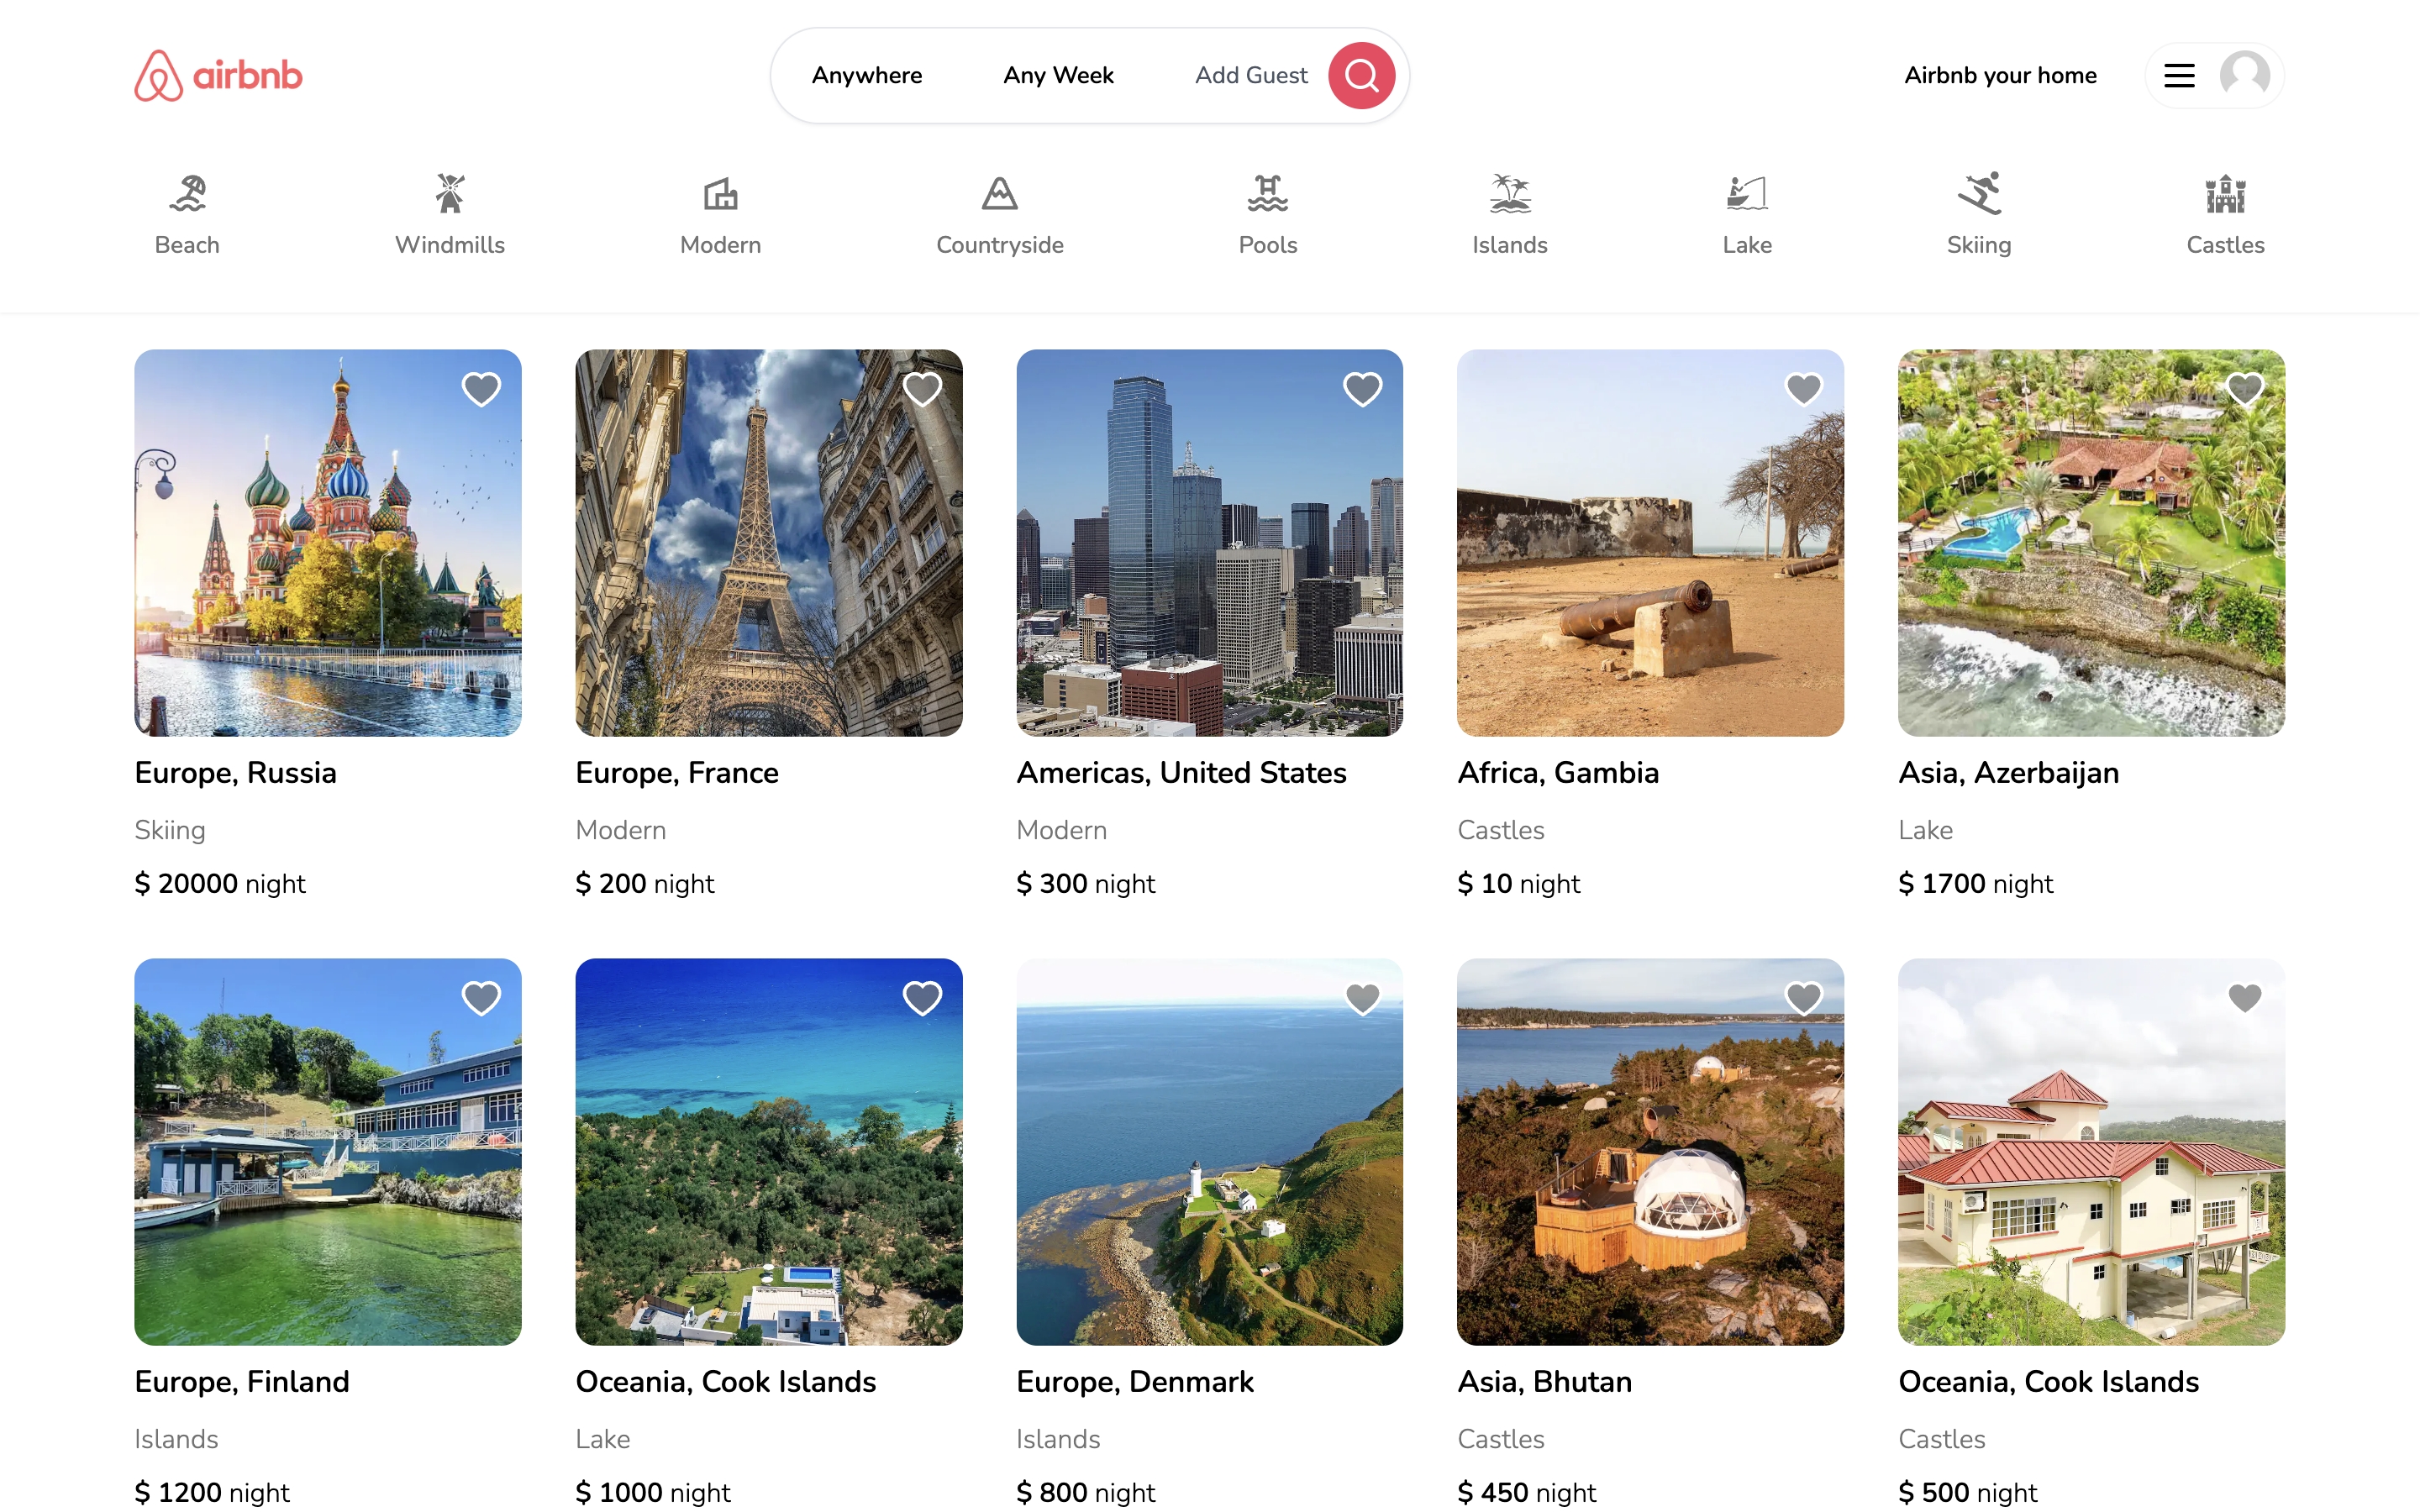 airbnb
Anywhere Any Week Add Guest
Airbnb your home
Beach Windmills Modern Countryside Pools Islands Lake Skiing Castles
Europe, Russia
Skiing
$ 20000 night
Europe, France
Modern
$ 200 night
Americas, United States
Modern
$ 300 night
Africa, Gambia
Castles
$ 10 night
Asia, Azerbaijan
Lake
$ 1700 night
Europe, Finland
Islands
$ 1200 night
Oceania, Cook Islands
Lake
$ 1000 night
Europe, Denmark
Islands
$ 800 night
Asia, Bhutan
Castles
$ 450 night
Oceania, Cook Islands
Castles
$ 500 night